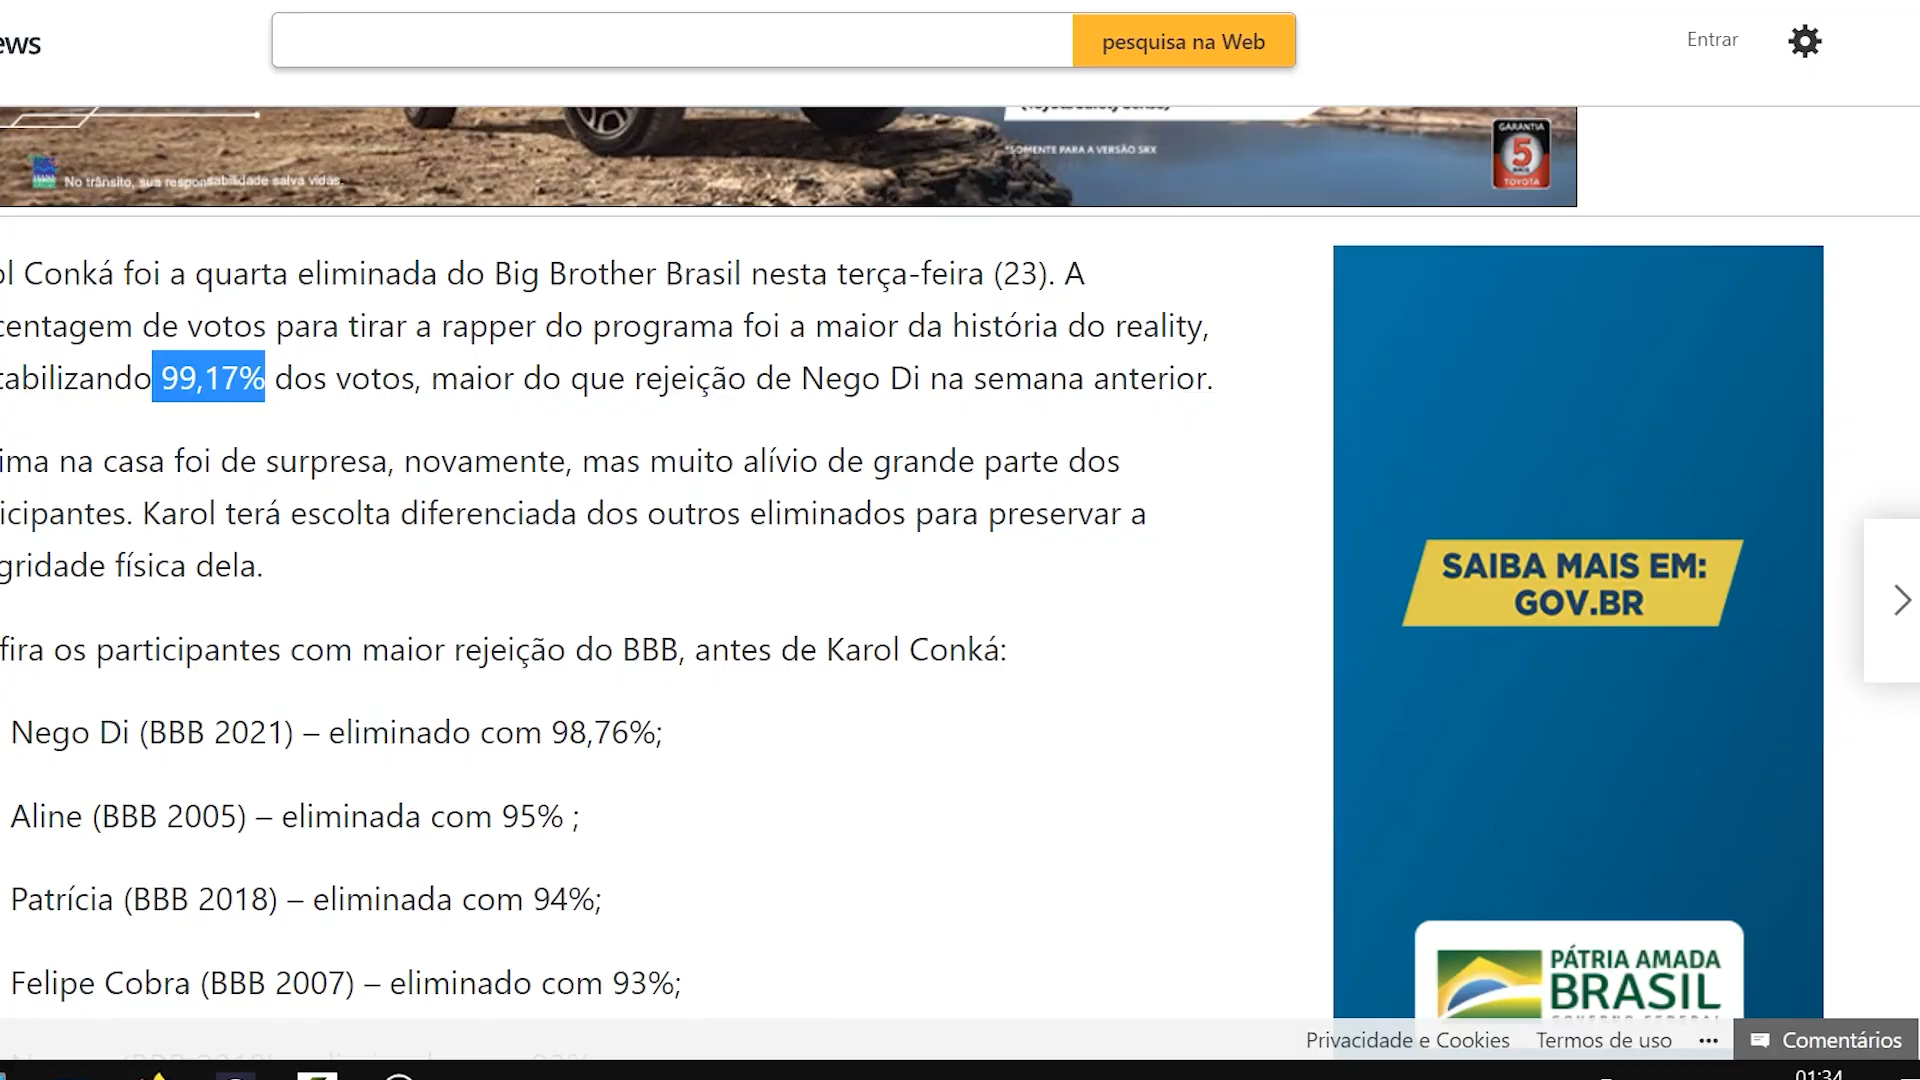 ews
pesquisa na Web
Entrar
*SOMENTE PARA A VERSÃO SRX
GARANTIA
5
ANOS
TOYOTA
No trânsito, sua responsabilidade salva vidas.
ol Conká foi a quarta eliminada do Big Brother Brasil nesta terça-feira (23). A
centagem de votos para tirar a rapper do programa foi a maior da história do reality,
tabilizando 99,17% dos votos, maior do que rejeição de Nego Di na semana anterior.
ima na casa foi de surpresa, novamente, mas muito alívio de grande parte dos
icipantes. Karol terá escolta diferenciada dos outros eliminados para preservar a
gridade física dela.
fira os participantes com maior rejeição do BBB, antes de Karol Conká:
Nego Di (BBB 2021) – eliminado com 98,76%;
Aline (BBB 2005) – eliminada com 95% ;
Patrícia (BBB 2018) – eliminada com 94%;
Felipe Cobra (BBB 2007) – eliminado com 93%;
SAIBA MAIS EM:
GOV.BR
PÁTRIA AMADA
BRASIL
Privacidade e Cookies
Termos de uso
Comentários
01:34